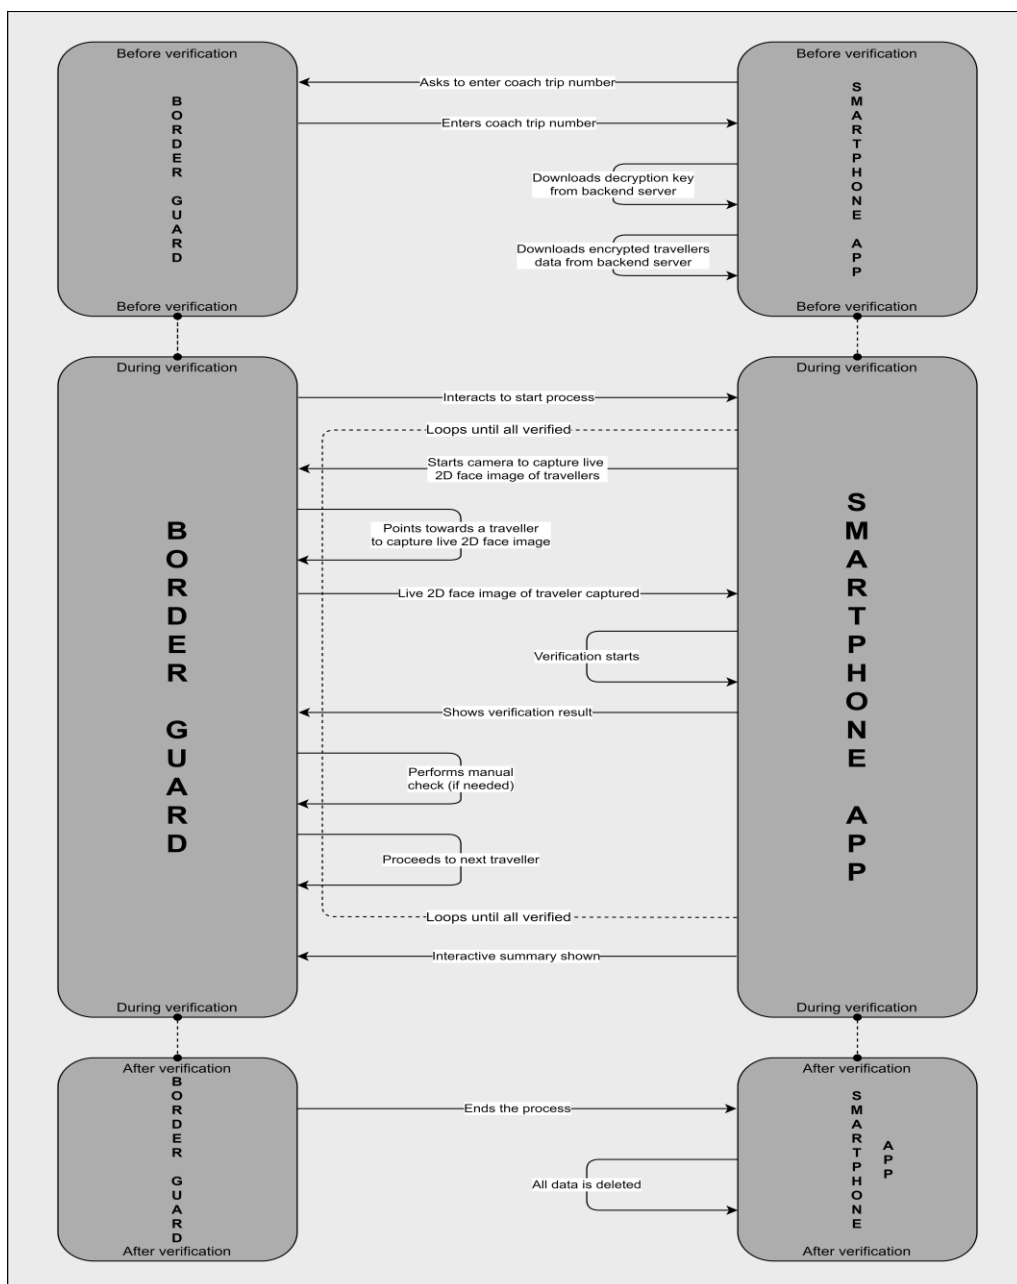 Before verification
Before verification
BORDER GUARD
SMARTPHONE APP
Asks to enter coach trip number
Enters coach trip number
Downloads decryption key
from backend server
Downloads encrypted travellers
data from backend server
Before verification
Before verification
During verification
During verification
BORDER GUARD
SMARTPHONE APP
Interacts to start process
Loops until all verified
Starts camera to capture live
2D face image of travellers
Points towards a traveller
to capture live 2D face image
Live 2D face image of traveler captured
Verification starts
Shows verification result
Performs manual
check (if needed)
Proceeds to next traveller
Loops until all verified
Interactive summary shown
During verification
During verification
After verification
After verification
BORDER GUARD
SMARTPHONE
APP
Ends the process
All data is deleted
After verification
After verification